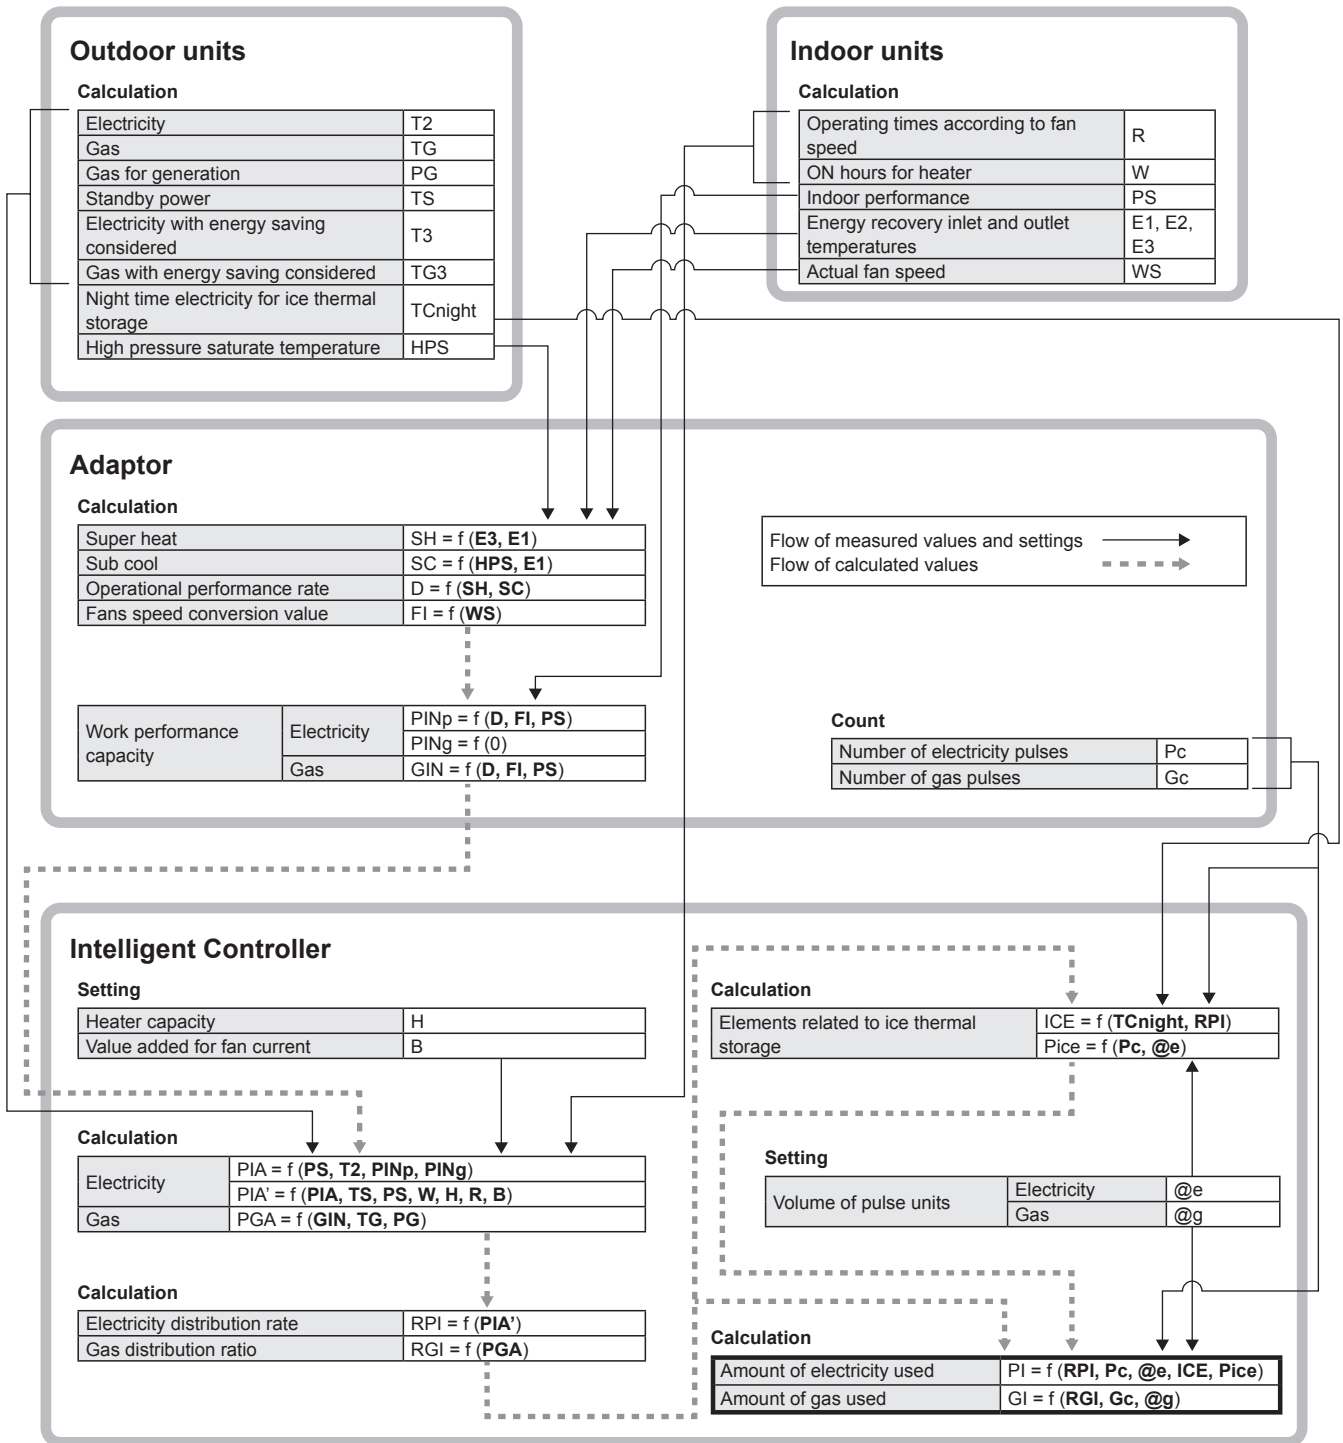 Outdoor units
Calculation
Electricity T2
Gas TG
Gas for generation PG
Standby power TS
Electricity with energy saving
considered T3
Gas with energy saving considered TG3
Night time electricity for ice thermal
storage TCnight
High pressure saturate temperature HPS
Indoor units
Calculation
Operating times according to fan
speed R
ON hours for heater W
Indoor performance PS
Energy recovery inlet and outlet E1, E2,
temperatures E3
Actual fan speed WS
Adaptor
Calculation
Super heat SH = f (E3, E1)
Sub cool SC = f (HPS, E1)
Operational performance rate D = f (SH, SC)
Fans speed conversion value FI = f (WS)
Flow of measured values and settings
Flow of calculated values
Work performance
capacity
Electricity PINp = f (D, FI, PS)
PINg = f (0)
Gas GIN = f (D, FI, PS)
Count
Number of electricity pulses Pc
Number of gas pulses Gc
Intelligent Controller
Setting
Heater capacity H
Value added for fan current B
Calculation
Electricity PIA = f (PS, T2, PINp, PINg)
PIA’ = f (PIA, TS, PS, W, H, R, B)
Gas PGA = f (GIN, TG, PG)
Calculation
Electricity distribution rate RPI = f (PIA’)
Gas distribution ratio RGI = f (PGA)
Calculation
Elements related to ice thermal
storage
ICE = f (TCnight, RPI)
Pice = f (Pc, @e)
Setting
Volume of pulse units
Electricity @e
Gas @g
Calculation
Amount of electricity used PI = f (RPI, Pc, @e, ICE, Pice)
Amount of gas used GI = f (RGI, Gc, @g)